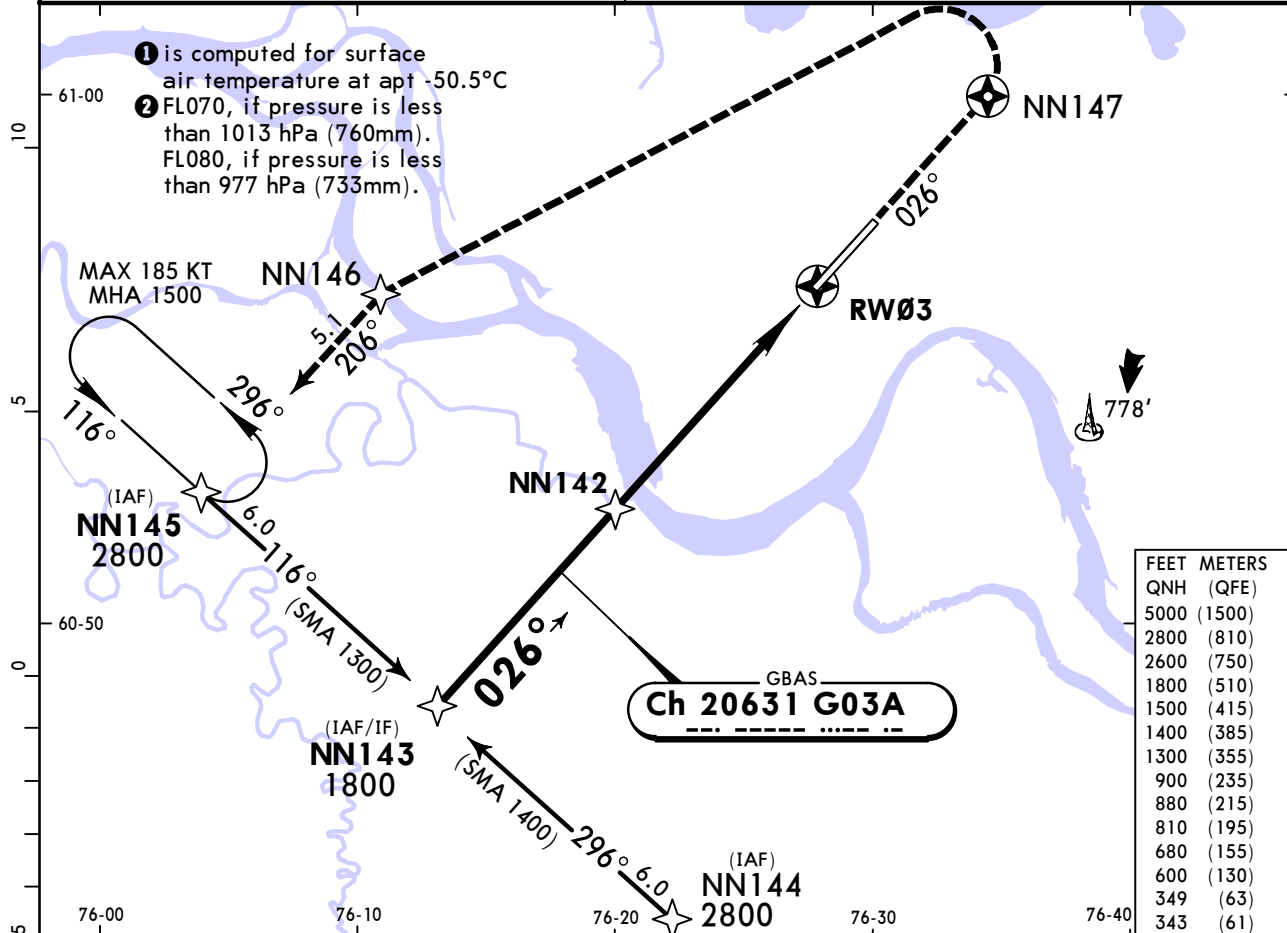 ❶ is computed for surface
air temperature at apt -50.5°C
❷ FL070, if pressure is less
than 1013 hPa (760mm).
FL080, if pressure is less
than 977 hPa (733mm).
61-00
10
NN147
026°
MAX 185 KT
MHA 1500
NN146
5.1
206°
RWØ3
5
116°
296°
778'
(IAF)
NN145
2800
NN142
6.0
116°
(SMA 1300)
60-50
0
026°
GBAS
Ch 20631 G03A
(IAF/IF)
NN143
1800
(SMA 1400)
296°
6.0
(IAF)
NN144
2800
5
76-00
76-10
76-20
76-30
76-40
FEET METERS
QNH (QFE)
5000 (1500)
2800 (810)
2600 (750)
1800 (510)
1500 (415)
1400 (385)
1300 (355)
900 (235)
880 (215)
810 (195)
680 (155)
600 (130)
349 (63)
343 (61)